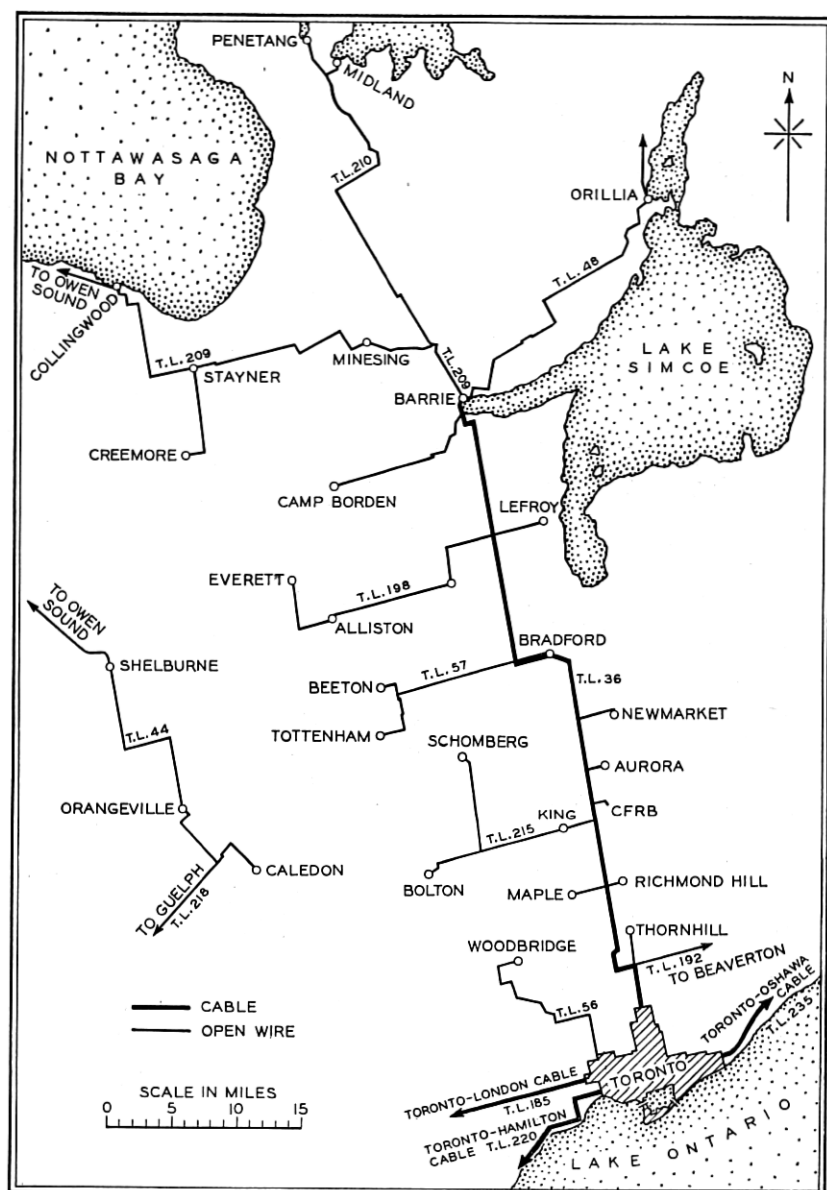 PENETANG
MIDLAND
N
NOTTAWASAGA
BAY
T.L.210
ORILLIA
TO OWEN
SOUND
COLLINGWOOD
T.L.48
T.L.209
STAYNER
MINESING
T.L.209
LAKE
SIMCOE
BARRIE
CREEMORE
CAMP BORDEN
LEFROY
EVERETT
T.L.198
ALLISTON
TO OWEN
SOUND
SHELBURNE
BRADFORD
BEETON
T.L.57
T.L.36
NEWMARKET
TOTTENHAM
SCHOMBERG
T.L.44
AURORA
ORANGEVILLE
CFRB
KING
T.L.215
CALEDON
BOLTON
MAPLE
RICHMOND HILL
TO GUELPH
T.L.218
THORNHILL
WOODBRIDGE
T.L.192
TO BEAVERTON
CABLE
OPEN WIRE
T.L.56
TORONTO-OSHAWA
CABLE
T.L.235
TORONTO
SCALE IN MILES
0 5 10 15
TORONTO-LONDON CABLE
T.L.185
TORONTO-HAMILTON
CABLE T.L.220
LAKE ONTARIO